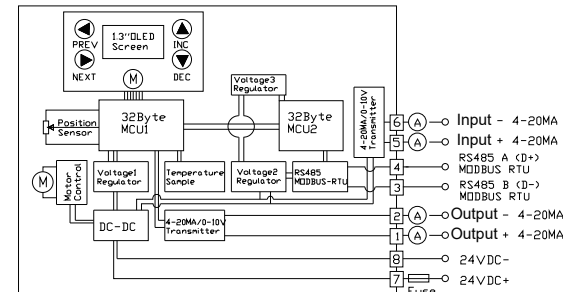 1.3"OLED
Screen
PREV
INC
NEXT
DEC
M
Voltage3
Regulator
Position
Sensor
32Byte
MCU1
32Byte
MCU2
4-20MA/0-10V
Transmitter
6 A Input - 4-20MA
5 A Input + 4-20MA
4 RS485 A (D+)
MODBUS RTU
3 RS485 B (D-)
MODBUS RTU
M
Motor
Control
Voltage1
Regulator
Temperature
Sample
Voltage2
Regulator
RS485
MODBUS-RTU
DC-DC
4-20MA/0-10V
Transmitter
2 A Output - 4-20MA
1 A Output + 4-20MA
8 24VDC-
7 24VDC+
Fuse